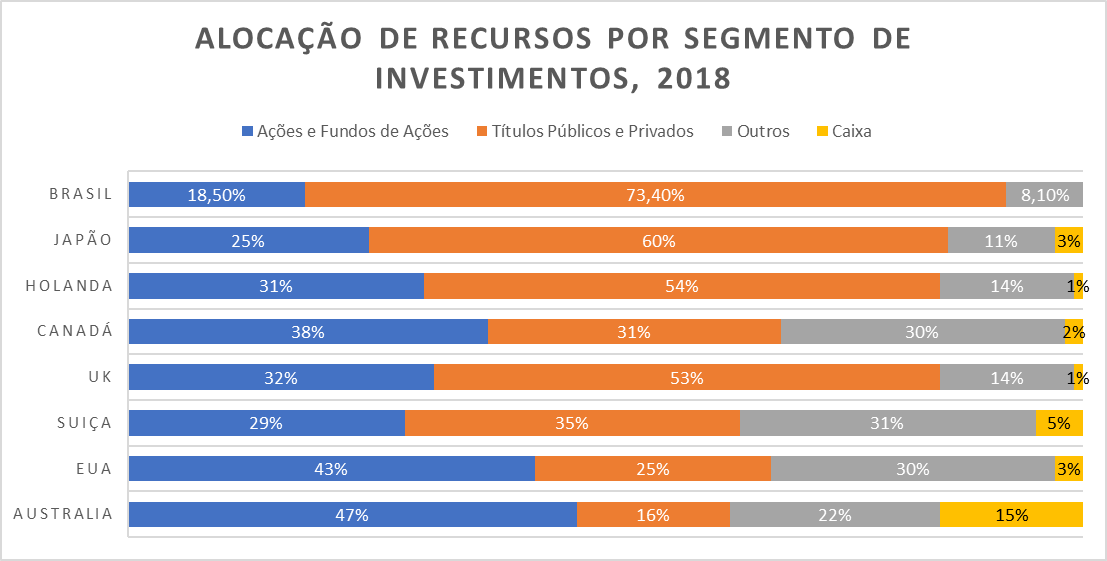 ALOCAÇÃO DE RECURSOS POR SEGMENTO DE
INVESTIMENTOS, 2018
Ações e Fundos de Ações Títulos Públicos e Privados Outros Caixa
BRASIL 18,50% 73,40% 8,10%
JAPÃO 25% 60% 11% 3%
HOLANDA 31% 54% 14% 1%
CANADÁ 38% 31% 30% 2%
UK 32% 53% 14% 1%
SUIÇA 29% 35% 31% 5%
EUA 43% 25% 30% 3%
AUSTRALIA 47% 16% 22% 15%